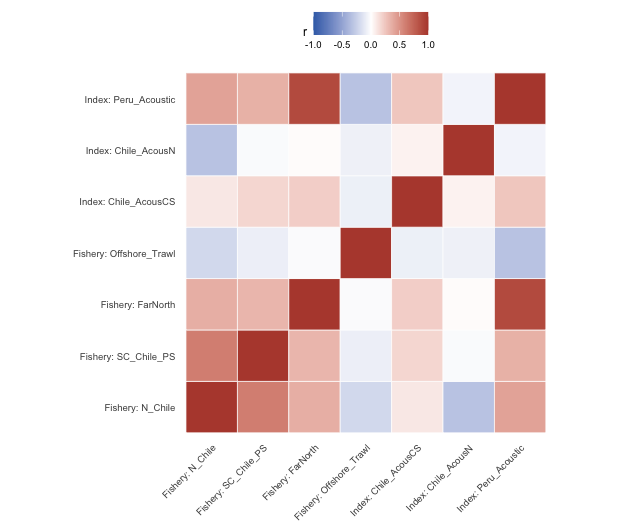 r
-1.0 -0.5 0.0 0.5 1.0
Index: Peru_Acoustic
Index: Chile_AcousN
Index: Chile_AcousCS
Fishery: Offshore_Trawl
Fishery: FarNorth
Fishery: SC_Chile_PS
Fishery: N_Chile
Fishery: N_Chile
Fishery: SC_Chile_PS
Fishery: FarNorth
Fishery: Offshore_Trawl
Index: Chile_AcousCS
Index: Chile_AcousN
Index: Peru_Acoustic